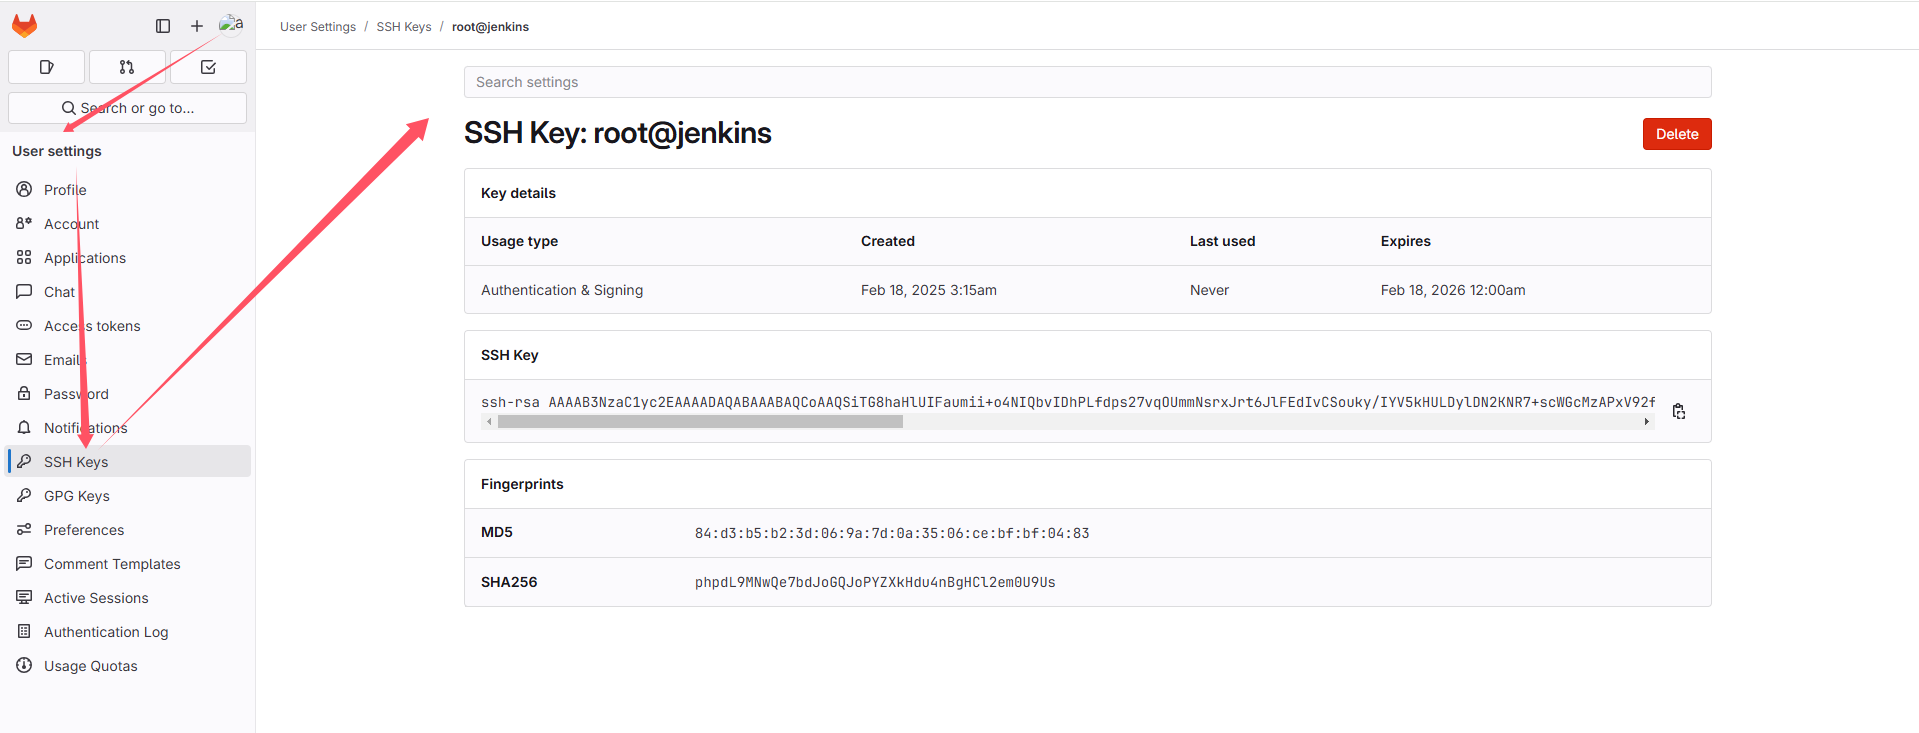 a
User Settings / SSH Keys / root@jenkins
Search or go to...
User settings
Profile
Account
Applications
Chat
Access tokens
Emails
Password
Notifications
SSH Keys
GPG Keys
Preferences
Comment Templates
Active Sessions
Authentication Log
Usage Quotas
Search settings
SSH Key: root@jenkins
Delete
Key details
Usage type Created Last used Expires
Authentication & Signing Feb 18, 2025 3:15am Never Feb 18, 2026 12:00am
SSH Key
ssh-rsa AAAAB3NzaC1yc2EAAAADAQABAAABAQCoAAQSiTG8haHlUIFaumii+o4NIQbvIDhPLfdps27vqOUmmNsrxJrt6JlFEdIvCSouky/IYV5kHULDylDN2KNR7+scWGcMzAPxV92f
Fingerprints
MD5 84:d3:b5:b2:3d:06:9a:7d:0a:35:06:ce:bf:bf:04:83
SHA256 phpdL9MNwQe7bdJoGQJoPYZXkHdu4nBgHCl2em0U9Us